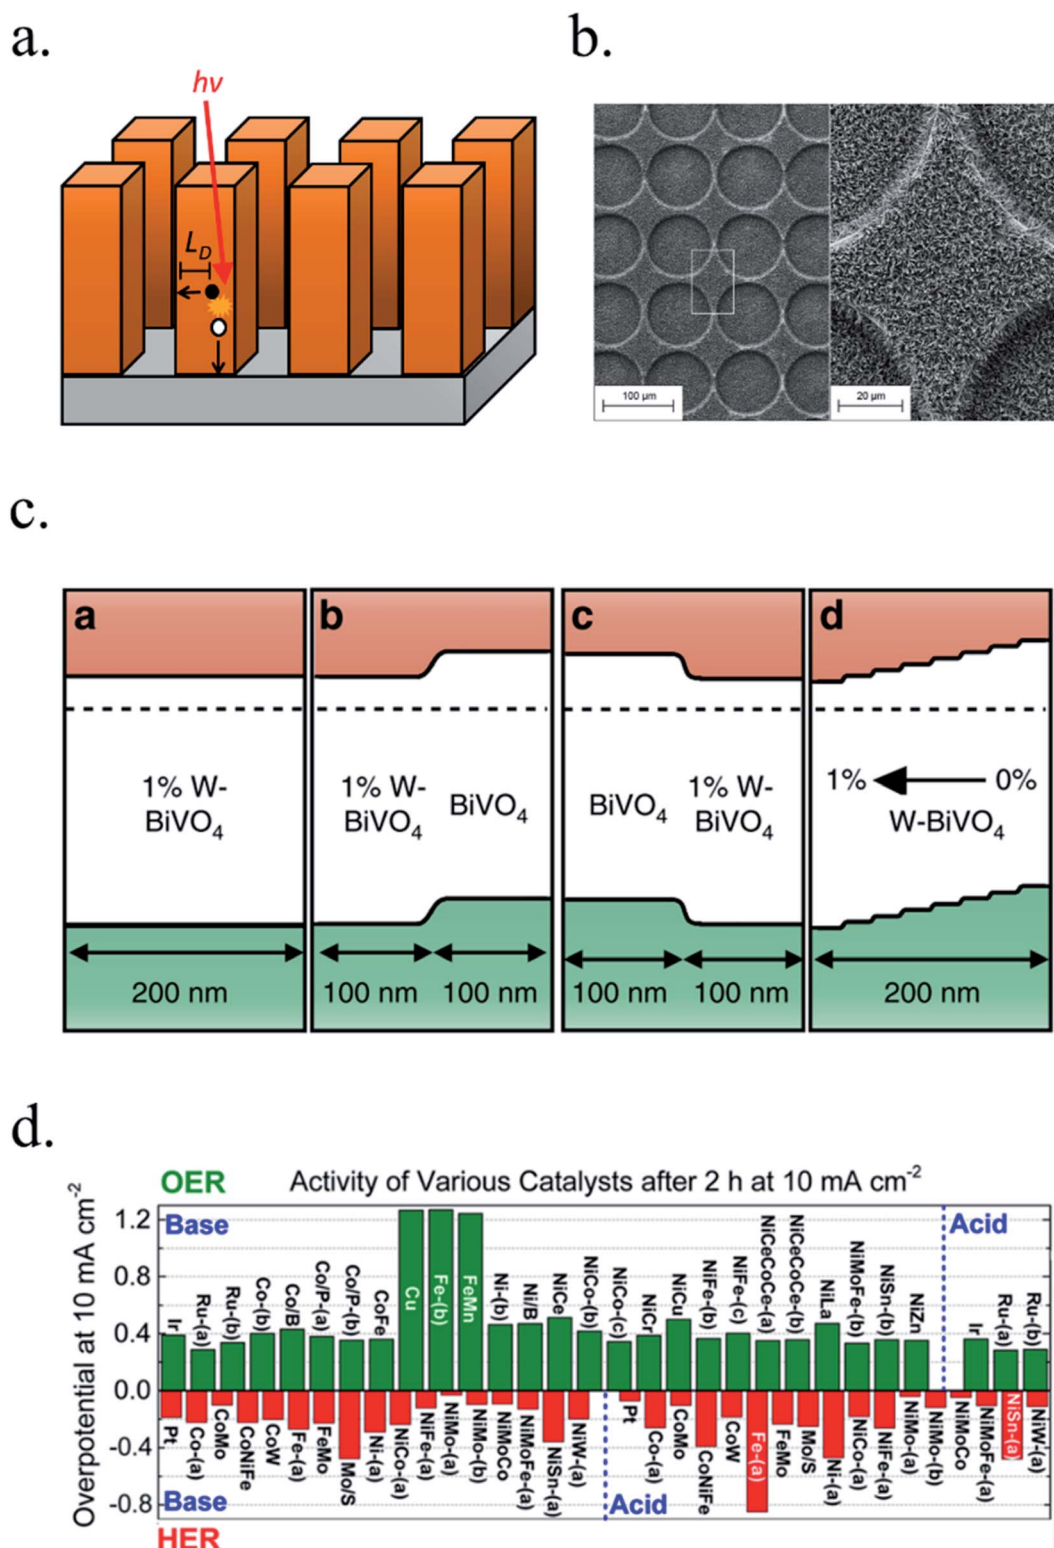 a.
b.
hν
L_D
100 µm
20 µm
c.
a
b
c
d
1% W-
BiVO4
1% W-
BiVO4
BiVO4
BiVO4
1% W-
BiVO4
1%
0%
W-BiVO4
200 nm
100 nm
100 nm
100 nm
100 nm
200 nm
d.
OER
Activity of Various Catalysts after 2 h at 10 mA cm-2
Overpotential at 10 mA cm-2
1.2
0.8
0.4
0.0
-0.4
-0.8
Base
Acid
Ir
Ru-(a)
Ru-(b)
Co-(b)
Co/B
Co/P-(a)
Co/P-(b)
CoFe
Cu
Fe-(b)
FeMn
Ni-(b)
Ni/B
NiCe
NiCo-(b)
NiCo-(c)
NiCr
NiCu
NiFe-(b)
NiFe-(c)
NiCeCoCe-(a)
NiCeCoCe-(b)
NiLa
NiMoFe-(b)
NiSn-(b)
NiZn
Ir
Ru-(a)
Ru-(b)
Pt
Co-(a)
CoMo
CoNiFe
CoW
Fe-(a)
FeMo
Mo/S
Ni-(a)
NiCo-(a)
NiFe-(a)
NiMo-(a)
NiMo-(b)
NiMoCo
NiMoFe-(a)
NiSn-(a)
NiW-(a)
Pt
Co-(a)
CoMo
CoNiFe
CoW
Fe-(a)
FeMo
Mo/S
Ni-(a)
NiCo-(a)
NiFe-(a)
NiMo-(a)
NiMo-(b)
NiMoCo
NiMoFe-(a)
NiSn-(a)
NiW-(a)
Base
Acid
HER